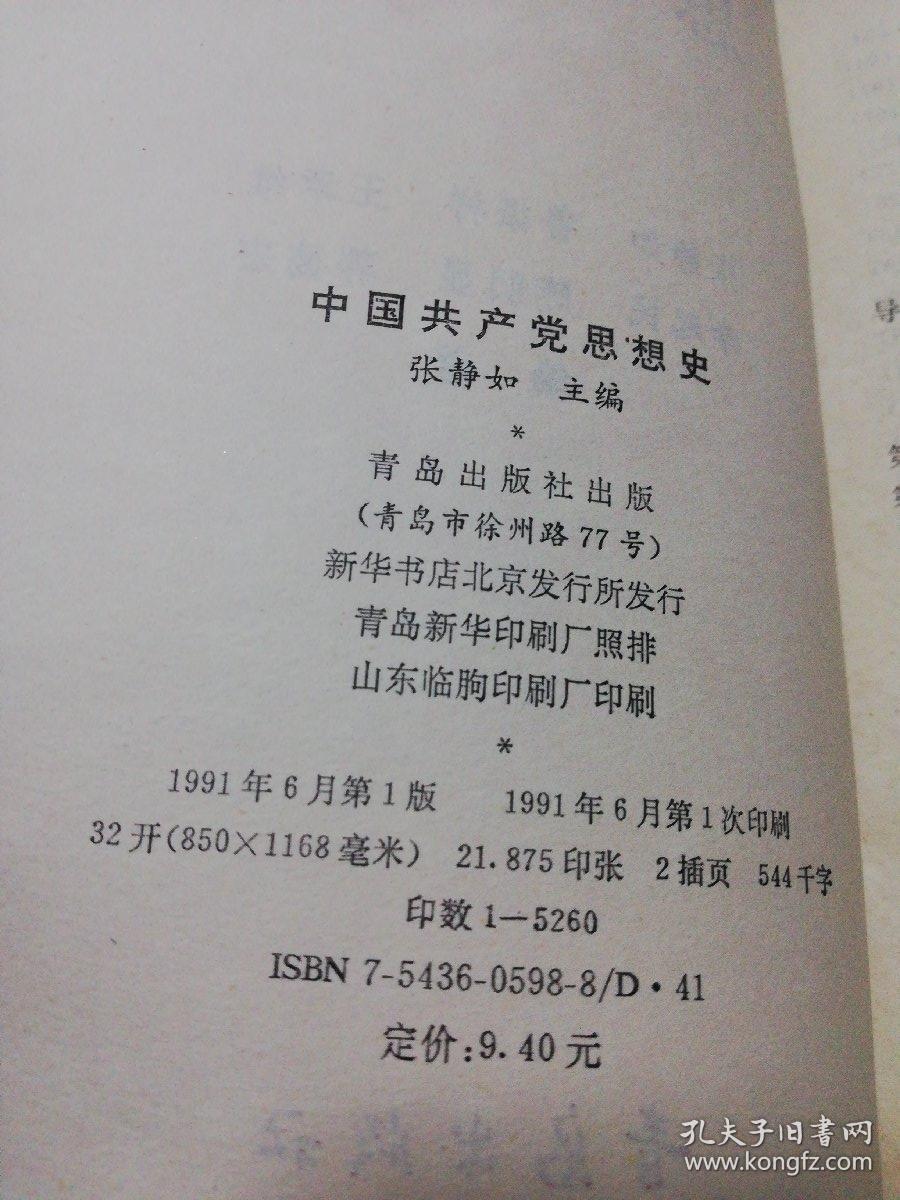 中国共产党思想史
张静如 主编
*
青岛出版社出版
(青岛市徐州路77号)
新华书店北京发行所发行
青岛新华印刷厂照排
山东临朐印刷厂印刷
*
1991年6月第1版 1991年6月第1次印刷
32开(850×1168毫米) 21.875印张 2插页 544千字
印数1—5260
ISBN 7-5436-0598-8/D·41
定价:9.40元
导
孔夫子旧书网
www.kongfz.com